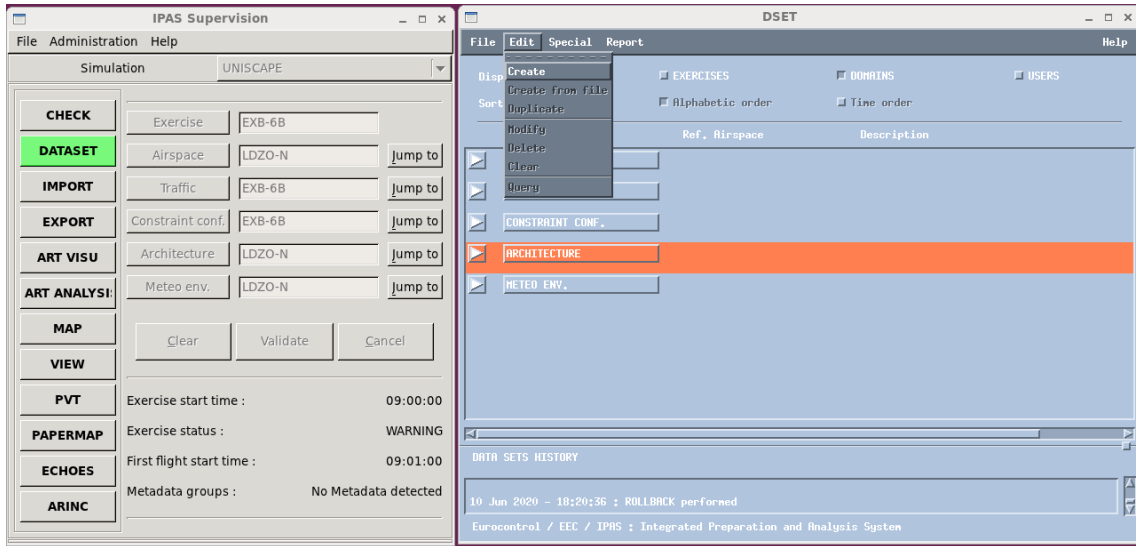 IPAS Supervision
File Administration Help
Simulation UNISCAPE
CHECK
DATASET
IMPORT
EXPORT
ART VISU
ART ANALYSI
MAP
VIEW
PVT
PAPERMAP
ECHOES
ARINC
Exercise EXB-6B
Airspace LDZO-N Jump to
Traffic EXB-6B Jump to
Constraint conf. EXB-6B Jump to
Architecture LDZO-N Jump to
Meteo env. LDZO-N Jump to
Clear Validate Cancel
Exercise start time : 09:00:00
Exercise status : WARNING
First flight start time : 09:01:00
Metadata groups : No Metadata detected
DSET
File Edit Special Report Help
Create
Create from file
Duplicate
Modify
Delete
Clear
Query
Disp EXERCISES DOMAINS USERS
Sort Alphabetic order Time order
Ref. Airspace Description
CONSTRAINT CONF.
ARCHITECTURE
METEO ENV.
DATA SETS HISTORY
10 Jun 2020 - 18:20:36 : ROLLBACK performed
Eurocontrol / EEC / IPAS : Integrated Preparation and Analysis System